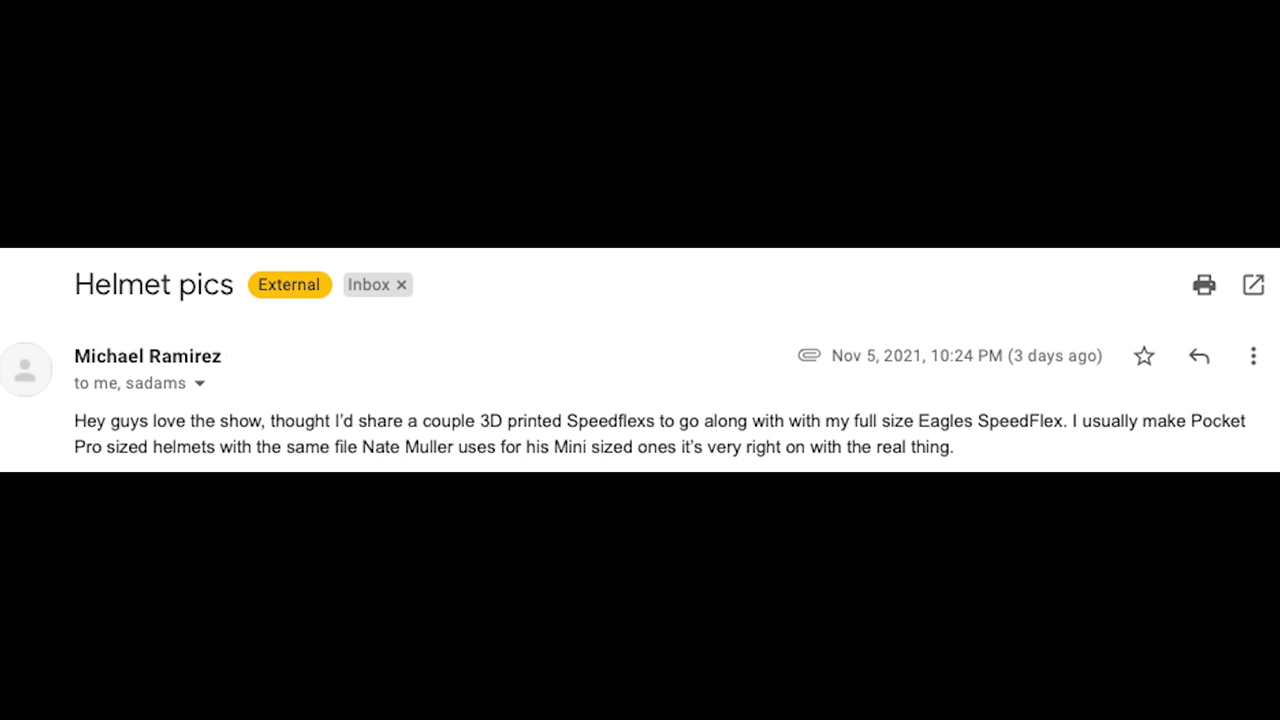 Helmet pics External Inbox ×
Michael Ramirez Nov 5, 2021, 10:24 PM (3 days ago)
to me, sadams
Hey guys love the show, thought I'd share a couple 3D printed Speedflexs to go along with with my full size Eagles SpeedFlex. I usually make Pocket
Pro sized helmets with the same file Nate Muller uses for his Mini sized ones it's very right on with the real thing.